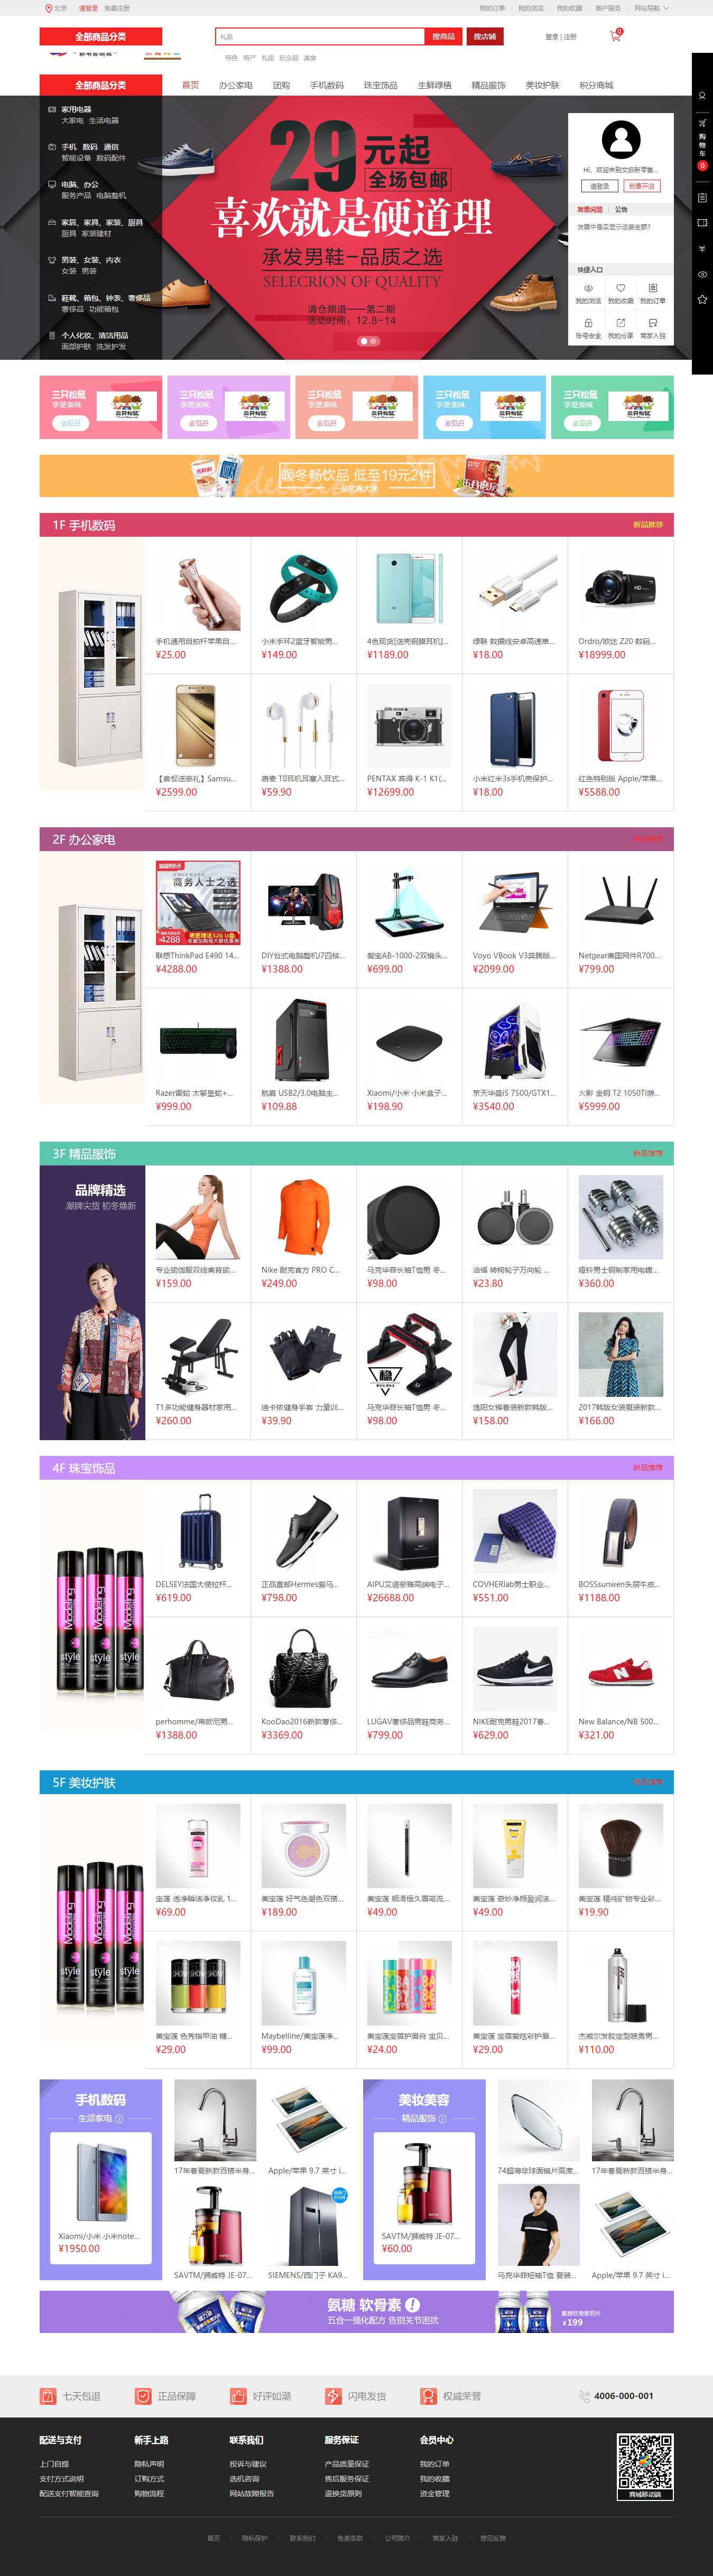 北京 请登录 免费注册
我的订单 我的浏览 我的收藏 客户服务 网站导航
全部商品分类
礼品
搜商品
搜店铺
登录 | 注册
0
特色 特产 礼品 纪念品 美食
全部商品分类
首页 办公家电 团购 手机数码 珠宝饰品 生鲜绿植 精品服饰 美妆护肤 积分商城
家用电器
大家电 生活电器
手机 数码 通信
智能设备 数码配件
电脑、办公
服务产品 电脑整机
家居、家具、家装、厨具
厨具 家装建材
男装、女装、内衣
女装 男装
鞋靴、箱包、钟表、奢侈品
奢侈品 功能箱包
个人化妆、清洁用品
面部护肤 洗发护发
29元起
全场包邮
喜欢就是硬道理
承发男鞋—品质之选
SELECRION OF QUALITY
清仓频道一一第二期
活动时间：12.8-14
Hi, 欢迎来到文旅新零售...
请登录
我要开店
发票问题 公告
发票中是否显示运费金额?
快捷入口
我的浏览 我的收藏 我的订单
账号安全 我的分享 商家入驻
购物车
0
三只松鼠
享受美味
去见识
三只松鼠
享受美味
去见识
三只松鼠
享受美味
去见识
三只松鼠
享受美味
去见识
三只松鼠
享受美味
去见识
暖冬畅饮品 低至19元2件
1F 手机数码
新品推荐
手机通用自拍杆苹果自...
¥25.00
小米手环2蓝牙智能男...
¥149.00
4色现货[送壳钢膜耳机]...
¥1189.00
绿联 数据线安卓高速单...
¥18.00
Ordro/欧达 Z20 数码...
¥18999.00
【套餐送豪礼】Samsu...
¥2599.00
唐麦 T0耳机耳塞入耳式...
¥59.90
PENTAX 宾得 K-1 K1(...
¥12699.00
小米红米3s手机壳保护...
¥18.00
红色特别版 Apple/苹果...
¥5588.00
2F 办公家电
新品推荐
商务人士之选
4288
联想ThinkPad E490 14...
¥4288.00
DIY台式电脑整机I7四核...
¥1388.00
爱宝AB-1000-2双镜头...
¥699.00
Voyo VBook V3奔腾版...
¥2099.00
Netgear美国网件R700...
¥799.00
Razer雷蛇 太攀皇蛇+...
¥999.00
航嘉 USB2/3.0电脑主...
¥109.88
Xiaomi/小米 小米盒子...
¥198.90
京天华盛i5 7500/GTX1...
¥3540.00
火影 金钢 T2 1050Ti游...
¥5999.00
3F 精品服饰
新品推荐
品牌精选
潮牌尖货 初冬焕新
专业瑜伽服双线美背瑜...
¥159.00
Nike 耐克官方 PRO C...
¥249.00
马克华菲长袖T恤男 冬...
¥98.00
洽福 转椅轮子万向轮 ...
¥23.80
哑铃男士钢制家用电镀...
¥360.00
T1多功能健身器材家用...
¥260.00
迪卡侬健身手套 力量训...
¥39.90
稳
马克华菲长袖T恤男 冬...
¥98.00
逸阳女裤春装新款韩版...
¥158.00
2017韩版女装夏装新款...
¥166.00
4F 珠宝饰品
新品推荐
style
style
style
DELSEY法国大使拉杆...
¥619.00
正品直邮Hermes爱马...
¥798.00
AIPU艾谱豪雅高端电子...
¥26688.00
COVHERlab男士职业...
¥551.00
BOSSsunwen头层牛皮...
¥1188.00
perhomme/帛欧尼男...
¥1388.00
KooDao2016新款奢侈...
¥3369.00
LUGAV奢侈品男鞋商务...
¥799.00
NIKE耐克男鞋2017春...
¥629.00
New Balance/NB 500...
¥321.00
5F 美妆护肤
新品推荐
style
style
style
宝莲 透净瞬洁净妆乳 1...
¥69.00
美宝莲 好气色潮色双搭...
¥189.00
美宝莲 顺滑恒久眉笔流...
¥49.00
美宝莲 奇妙净颜盈润洁...
¥49.00
美宝莲 精纯矿物专业彩...
¥19.90
美宝莲 色秀指甲油 糖...
¥29.00
Maybelline/美宝莲净...
¥99.00
美宝莲宝蓓护唇膏 宝贝...
¥24.00
美宝莲 宝蓓爱炫彩护唇...
¥29.00
杰威尔发胶定型喷雾男...
¥110.00
手机数码
生活家电
Xiaomi/小米 小米note...
¥1950.00
17年春夏新款百搭半身...
Apple/苹果 9.7 英寸 i...
SAVTM/狮威特 JE-07...
SIEMENS/西门子 KA9...
美妆美容
精品服饰
SAVTM/狮威特 JE-07...
¥60.00
74超薄非球面镜片高度...
17年春夏新款百搭半身...
马克华菲短袖T恤 夏装...
Apple/苹果 9.7 英寸 i...
氨糖 软骨素
五合一强化配方 告别关节困扰
氨糖软骨素钙片
¥199
七天包退 正品保障 好评如潮 闪电发货 权威荣誉
4006-000-001
配送与支付 新手上路 联系我们 服务保证 会员中心
上门自提 隐私声明 投诉与建议 产品质量保证 我的订单
支付方式说明 订购方式 选机咨询 售后服务保证 我的收藏
配送支付智能查询 购物流程 网站故障报告 退换货原则 资金管理
商城移动端
首页 隐私保护 联系我们 免责条款 公司简介 商家入驻 意见反馈